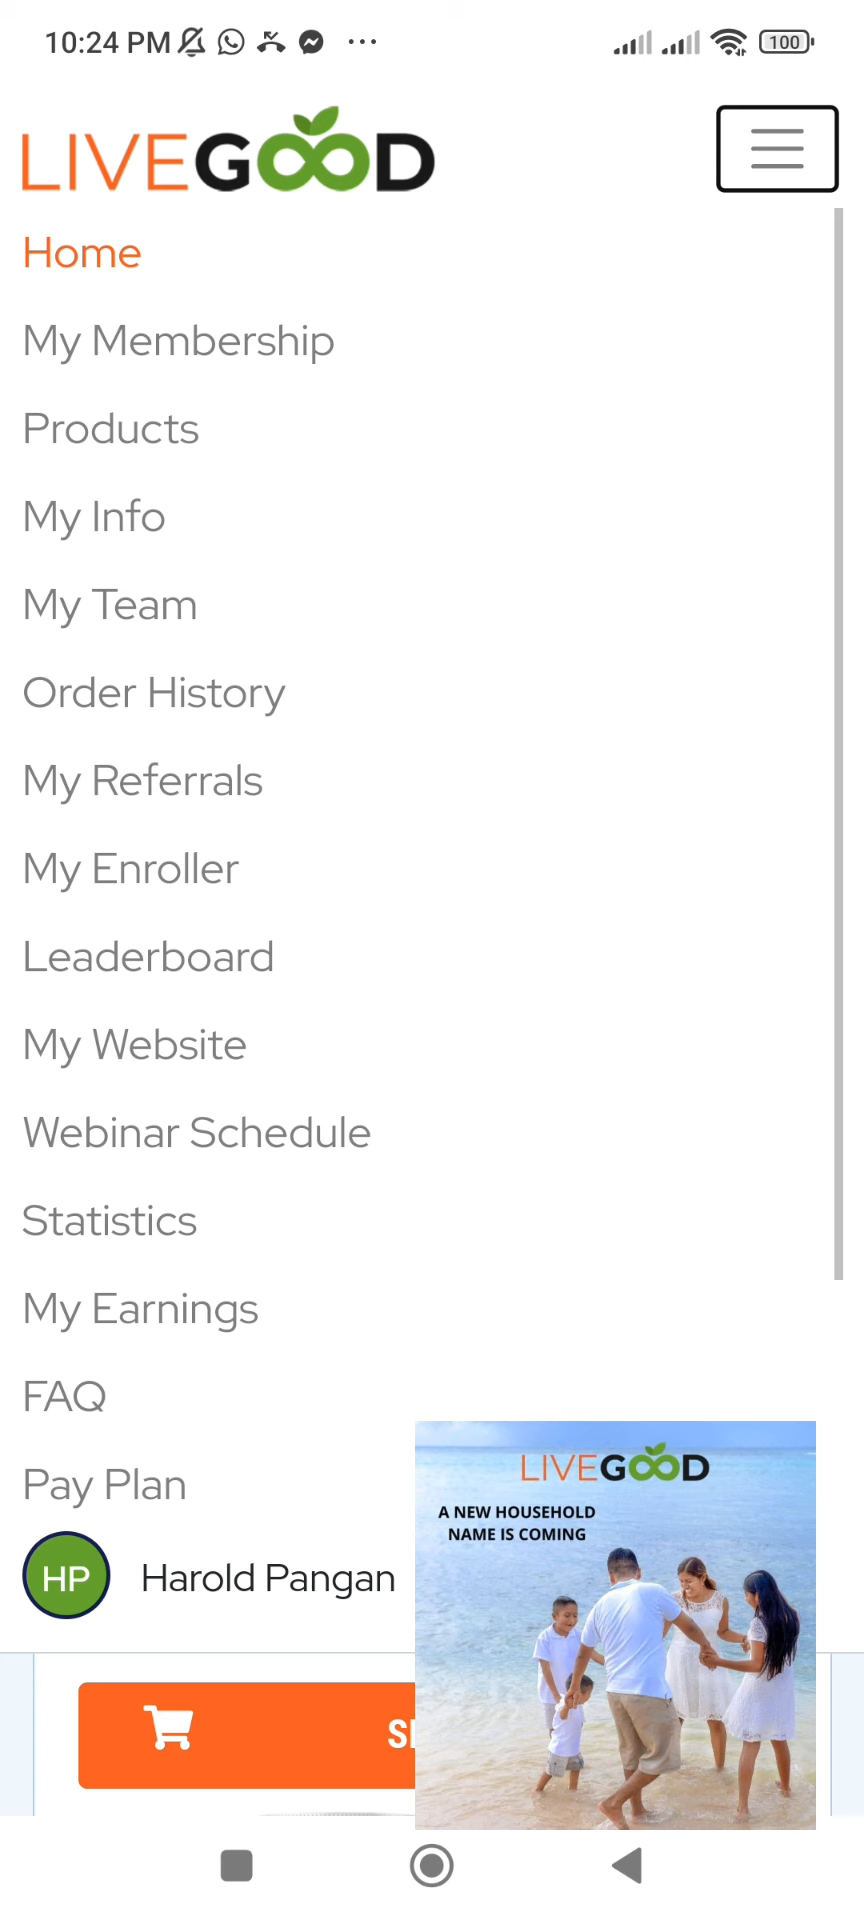 10:24 PM
100
LIVEGOOD
Home
My Membership
Products
My Info
My Team
Order History
My Referrals
My Enroller
Leaderboard
My Website
Webinar Schedule
Statistics
My Earnings
FAQ
Pay Plan
HP
Harold Pangan
LIVEGOOD
A NEW HOUSEHOLD
NAME IS COMING